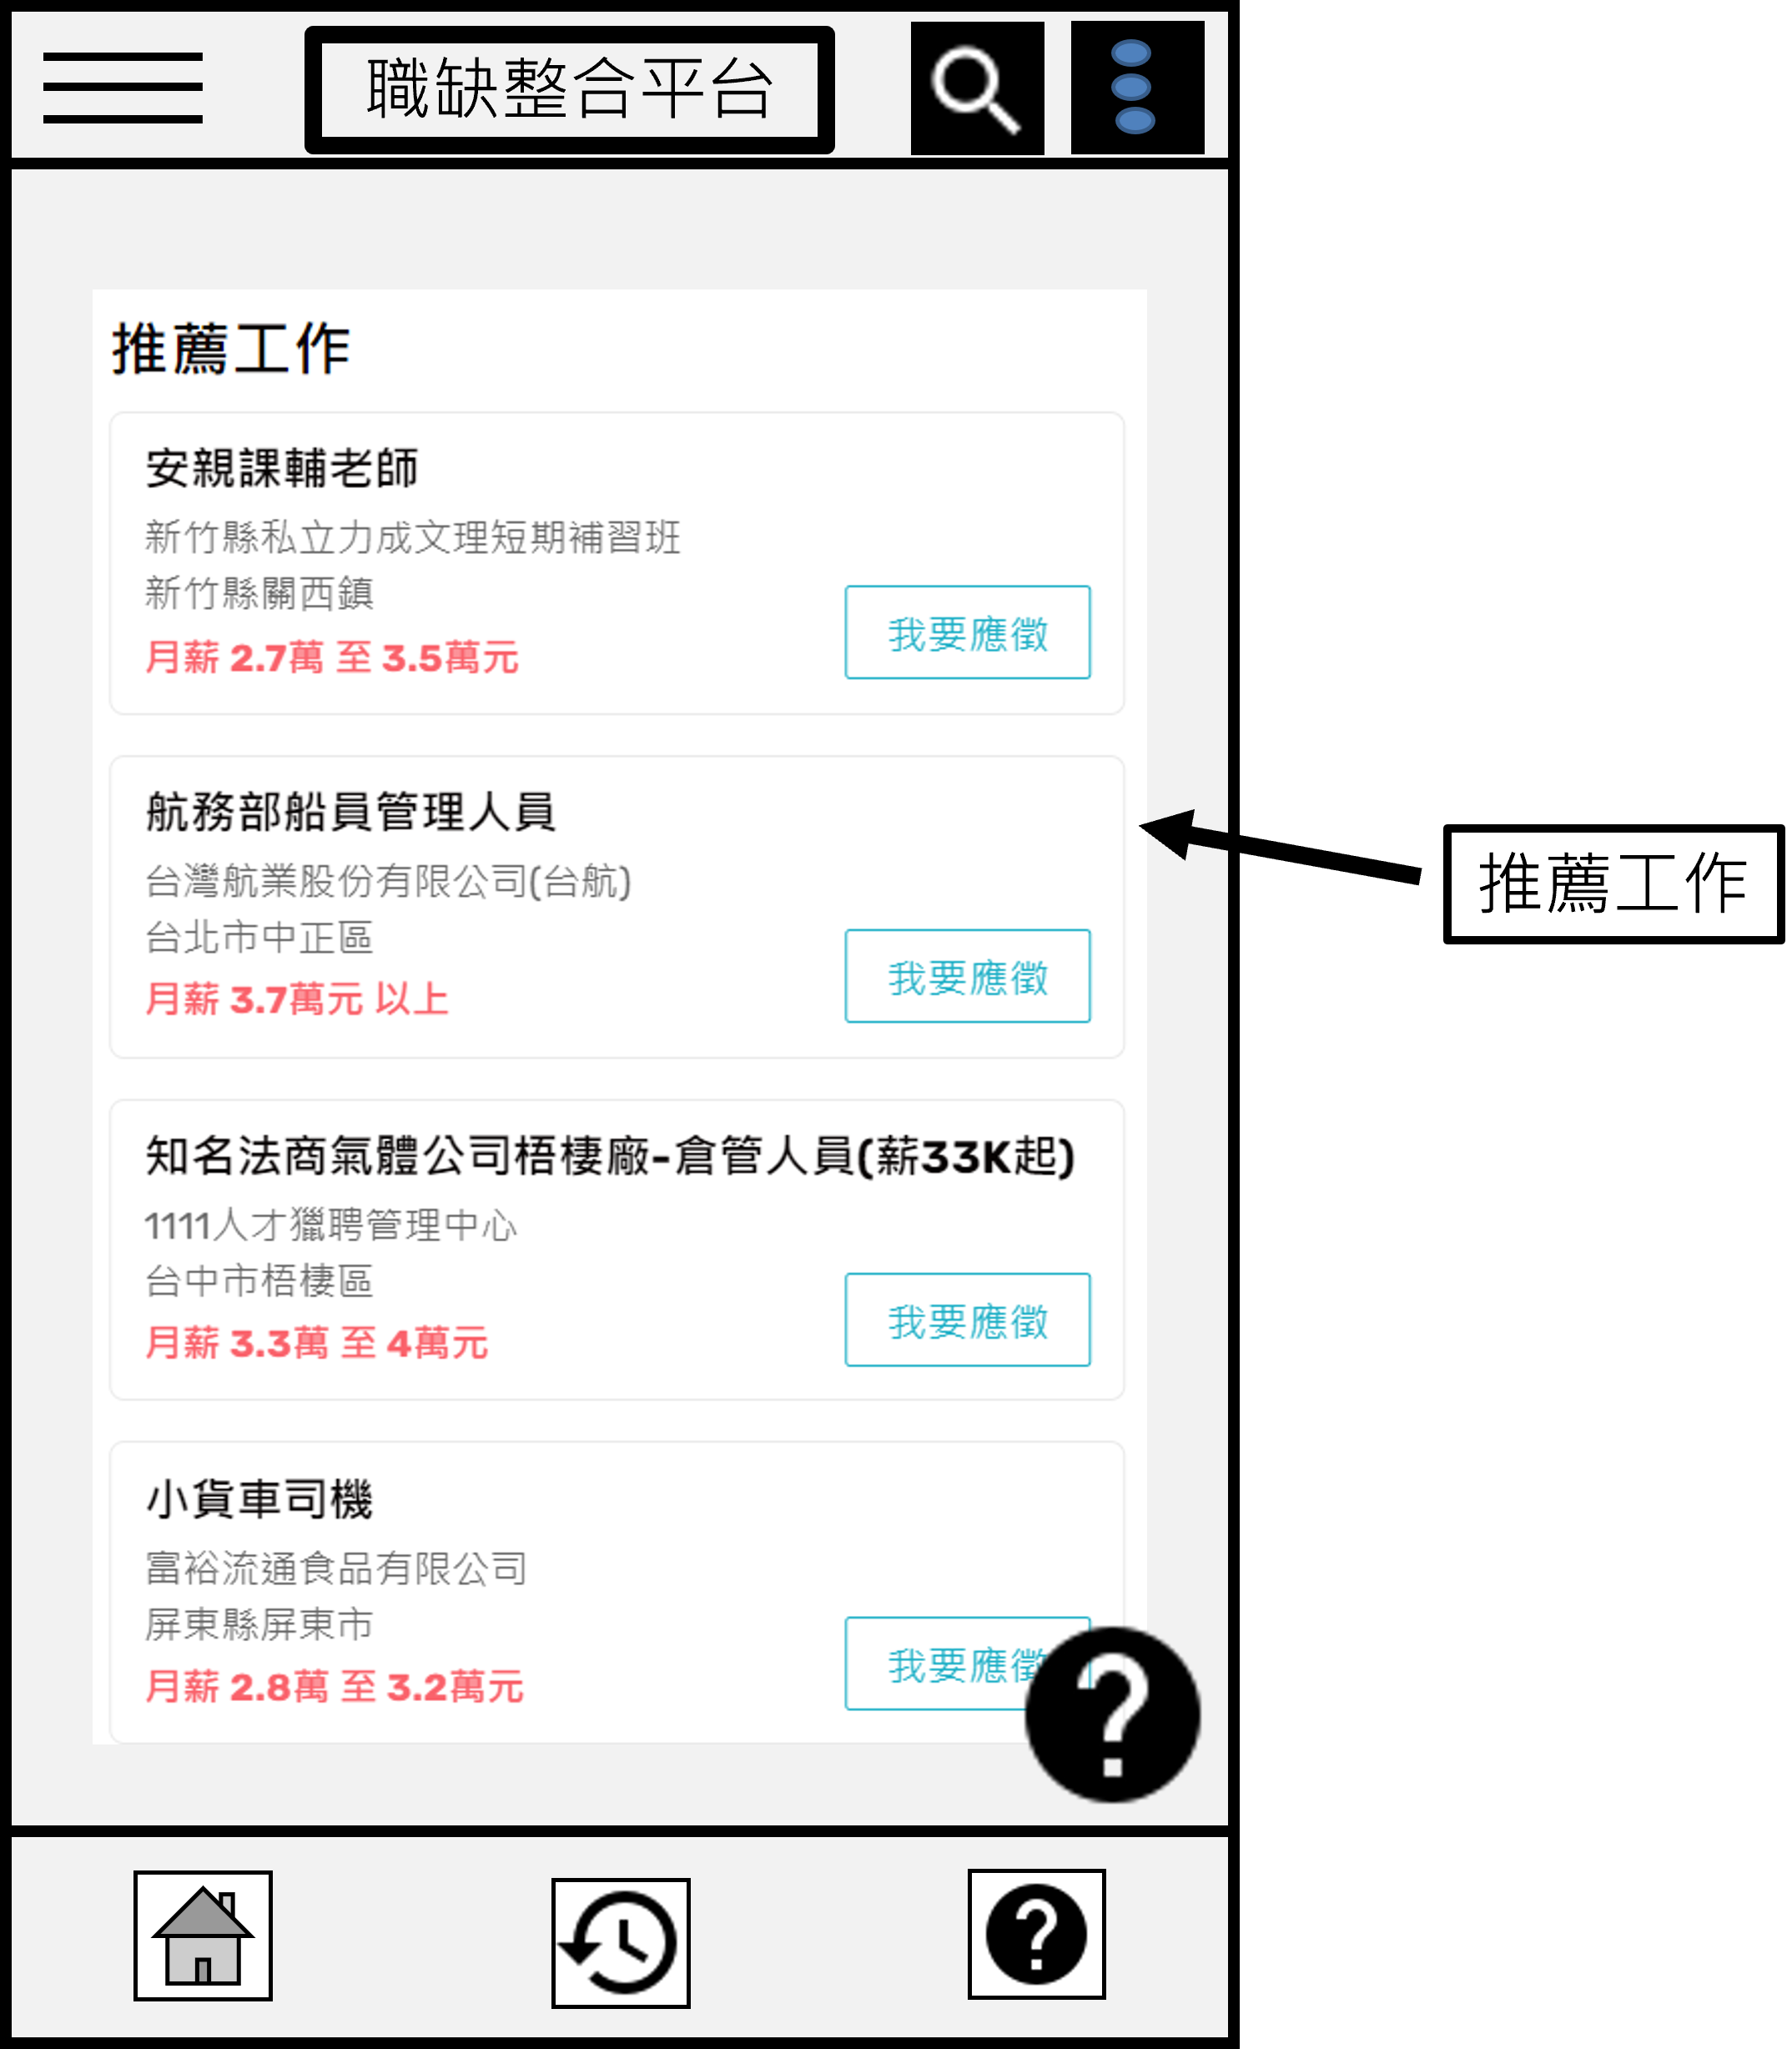 職缺整合平台
推薦工作
安親課輔老師
新竹縣私立力成文理短期補習班
新竹縣關西鎮
月薪 2.7萬 至 3.5萬元
我要應徵
航務部船員管理人員
台灣航業股份有限公司(台航)
台北市中正區
月薪 3.7萬元 以上
我要應徵
推薦工作
知名法商氣體公司梧棲廠-倉管人員(薪33K起)
1111人才獵聘管理中心
台中市梧棲區
月薪 3.3萬 至 4萬元
我要應徵
小貨車司機
富裕流通食品有限公司
屏東縣屏東市
月薪 2.8萬 至 3.2萬元
我要應徵
?
?